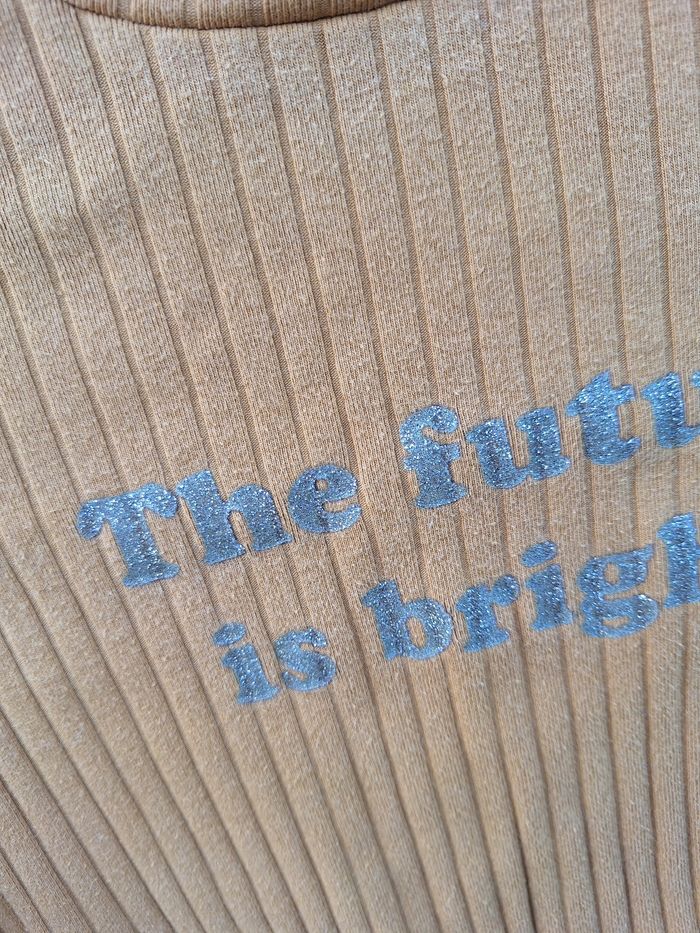 The futu
is brigh